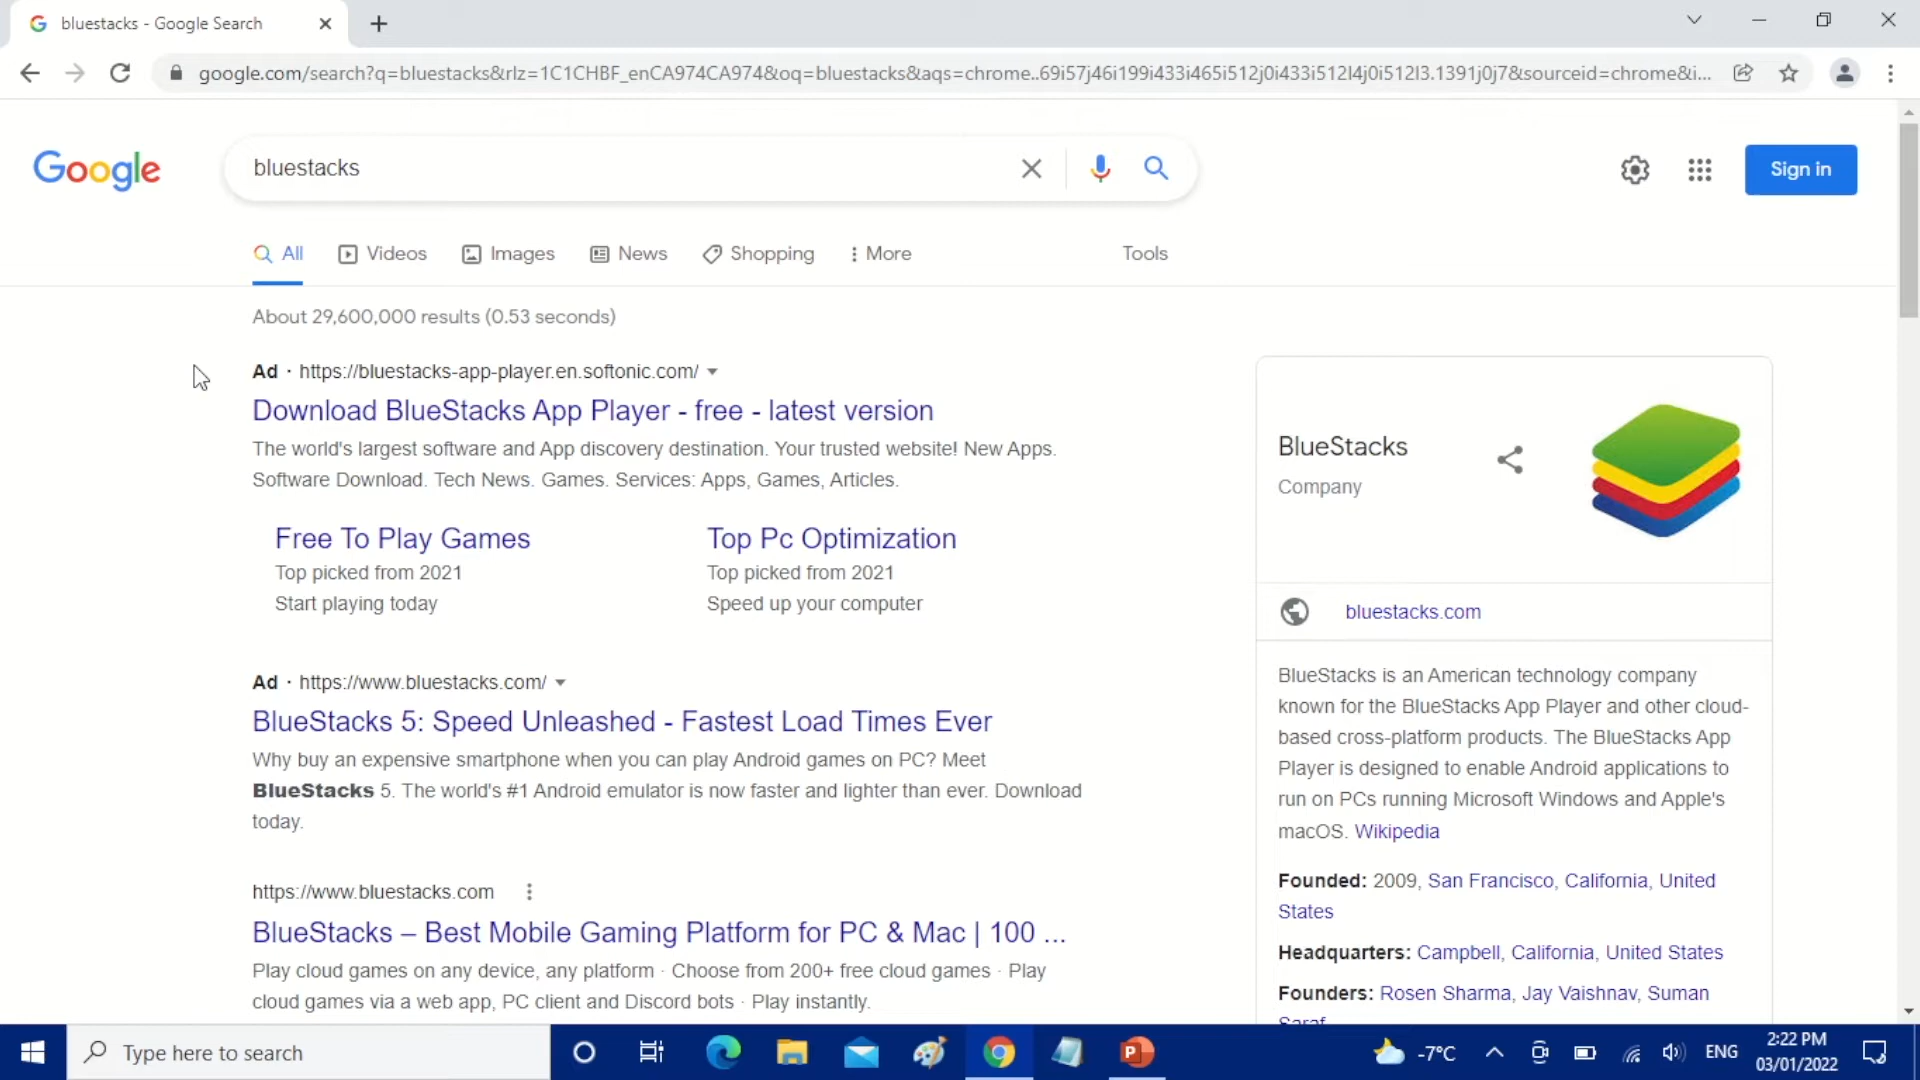 bluestacks - Google Search
google.com/search?q=bluestacks&rlz=1C1CHBF_enCA974CA974&oq=bluestacks&aqs=chrome..69i57j46i199i433i465i512j0i433i512l4j0i512l3.1391j0j7&sourceid=chrome&i...
Google
bluestacks
Sign in
All
Videos
Images
News
Shopping
More
Tools
About 29,600,000 results (0.53 seconds)
Ad · https://bluestacks-app-player.en.softonic.com/
Download BlueStacks App Player - free - latest version
The world's largest software and App discovery destination. Your trusted website! New Apps.
Software Download. Tech News. Games. Services: Apps, Games, Articles.
Free To Play Games
Top picked from 2021
Start playing today
Top Pc Optimization
Top picked from 2021
Speed up your computer
Ad · https://www.bluestacks.com/
BlueStacks 5: Speed Unleashed - Fastest Load Times Ever
Why buy an expensive smartphone when you can play Android games on PC? Meet
BlueStacks 5. The world's #1 Android emulator is now faster and lighter than ever. Download
today.
https://www.bluestacks.com
BlueStacks – Best Mobile Gaming Platform for PC & Mac | 100 ...
Play cloud games on any device, any platform · Choose from 200+ free cloud games · Play
cloud games via a web app, PC client and Discord bots · Play instantly.
BlueStacks
Company
bluestacks.com
BlueStacks is an American technology company
known for the BlueStacks App Player and other cloud-
based cross-platform products. The BlueStacks App
Player is designed to enable Android applications to
run on PCs running Microsoft Windows and Apple's
macOS. Wikipedia
Founded: 2009, San Francisco, California, United
States
Headquarters: Campbell, California, United States
Founders: Rosen Sharma, Jay Vaishnav, Suman
Saraf
Type here to search
-7°C
ENG
2:22 PM
03/01/2022